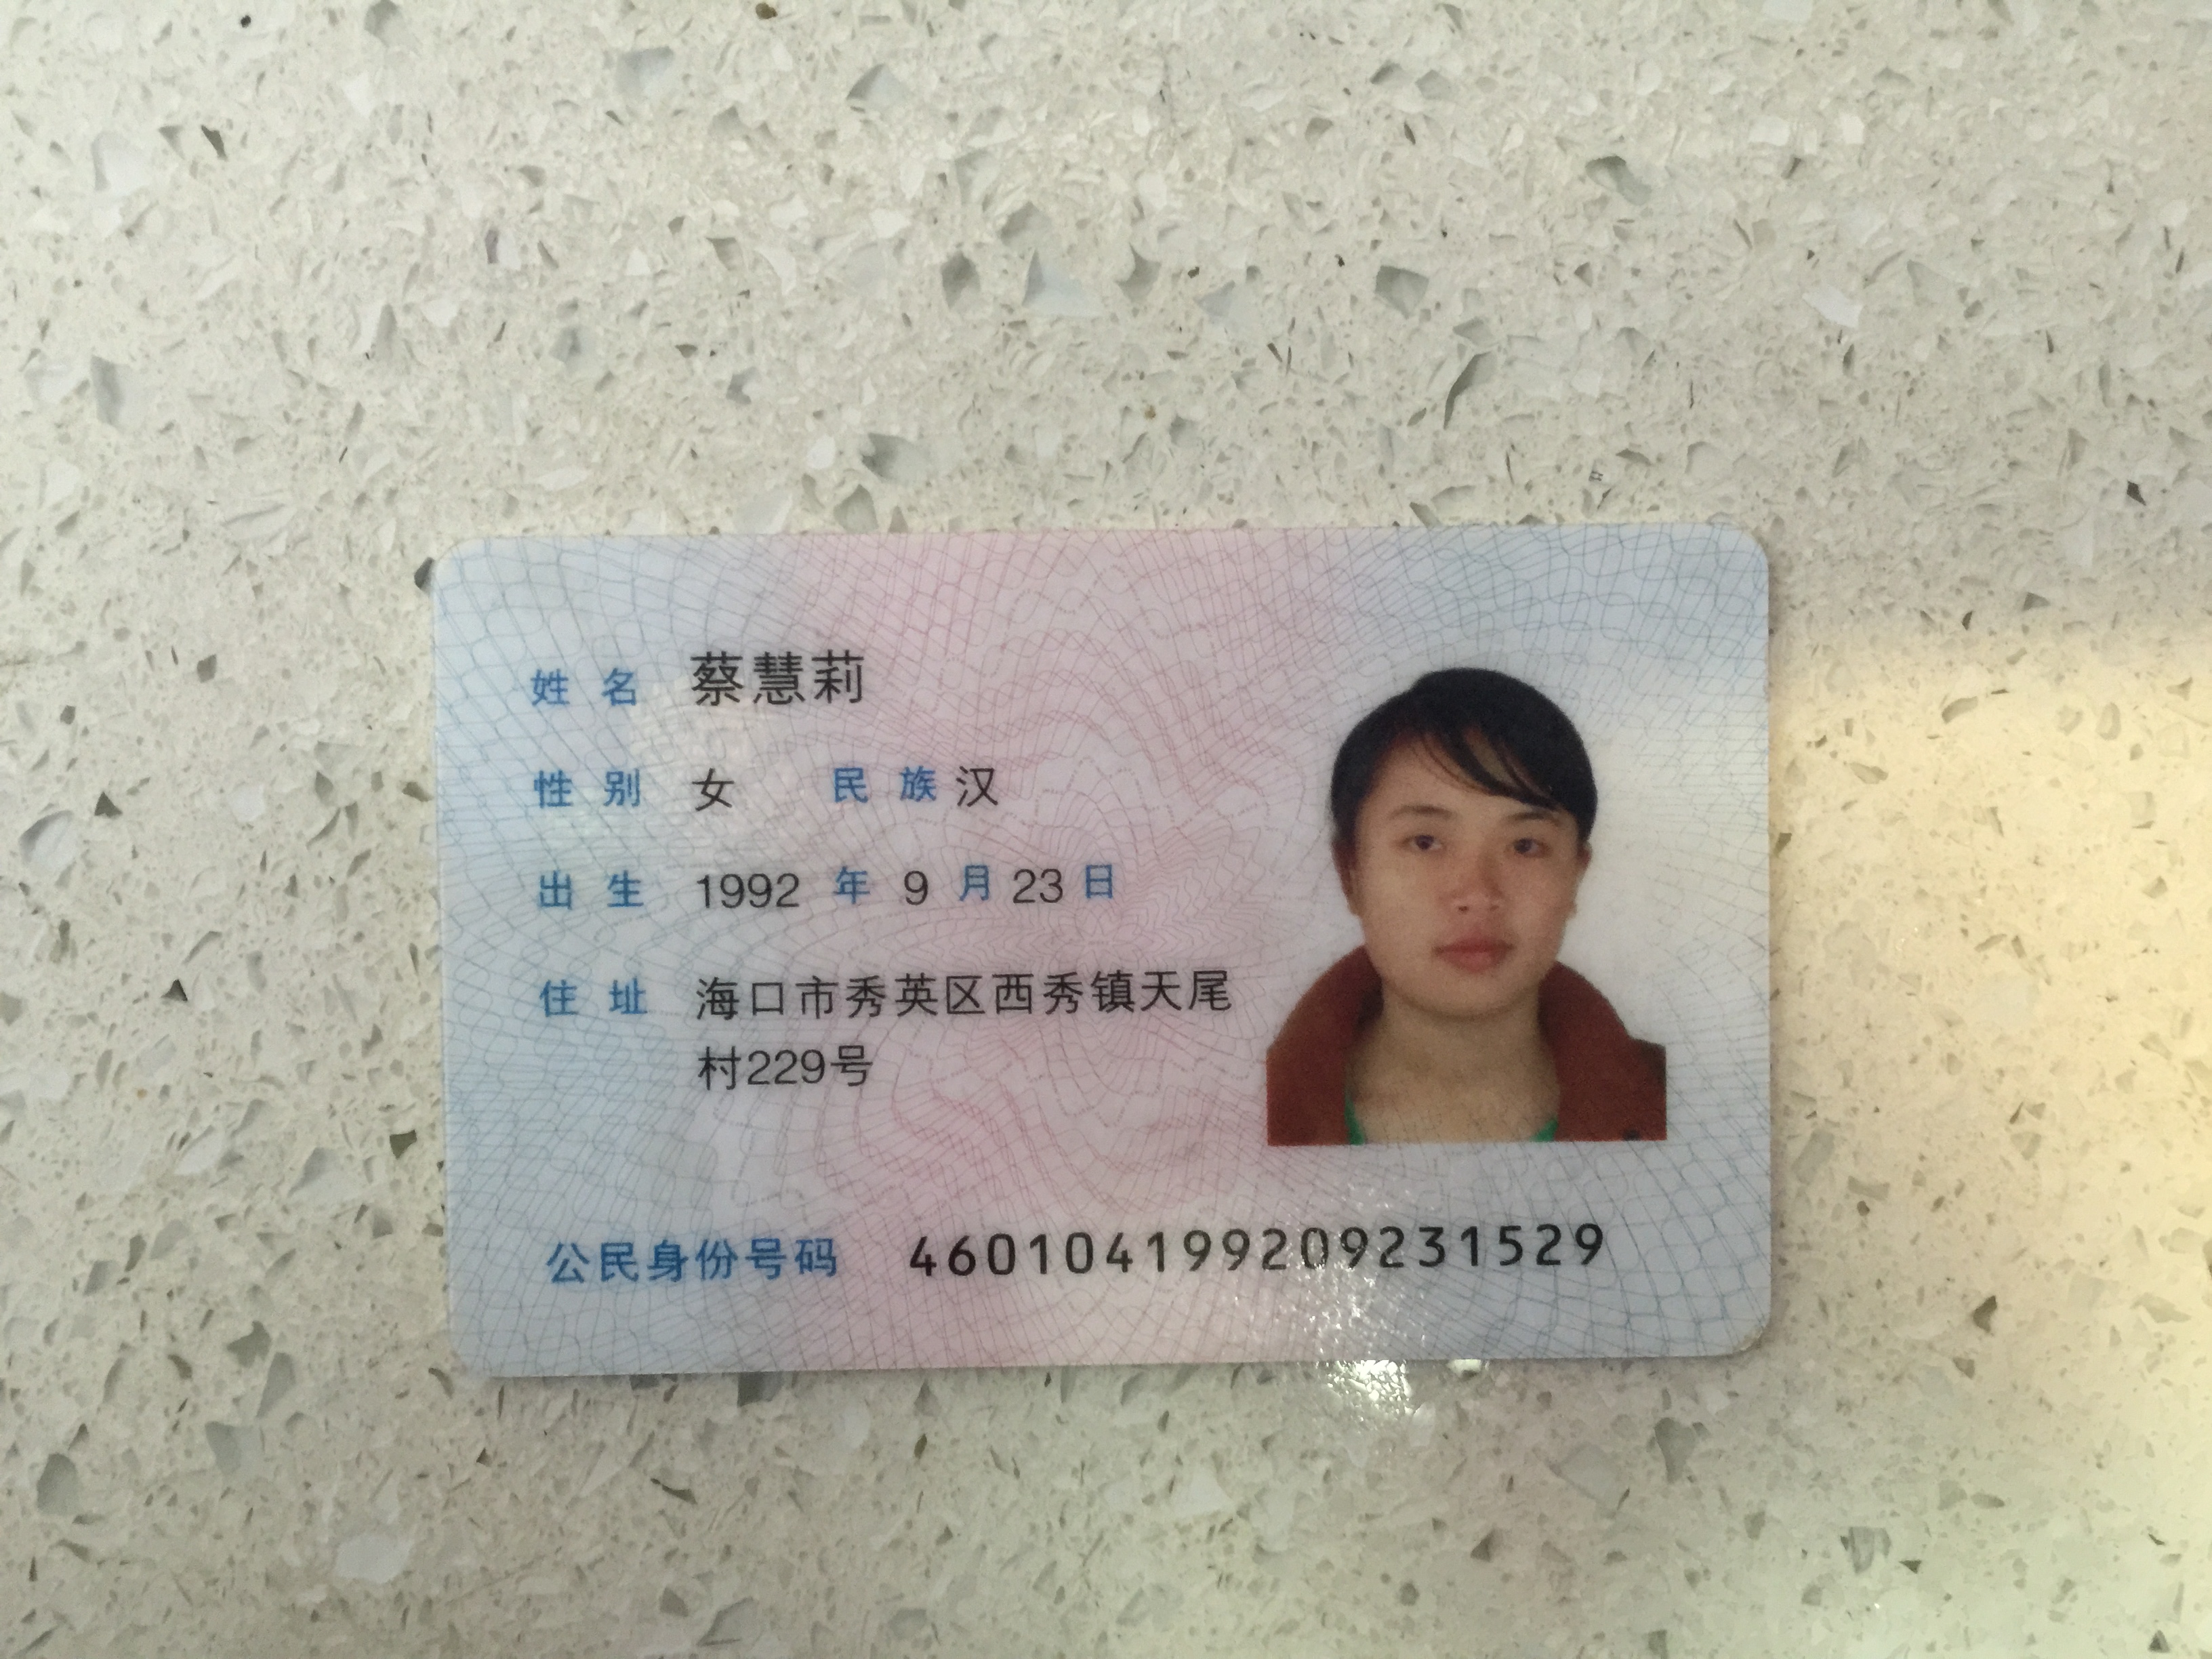 姓名 蔡慧莉
性别 女 民族 汉
出生 1992 年 9 月 23 日
住址 海口市秀英区西秀镇天尾
村229号
公民身份号码 460104199209231529